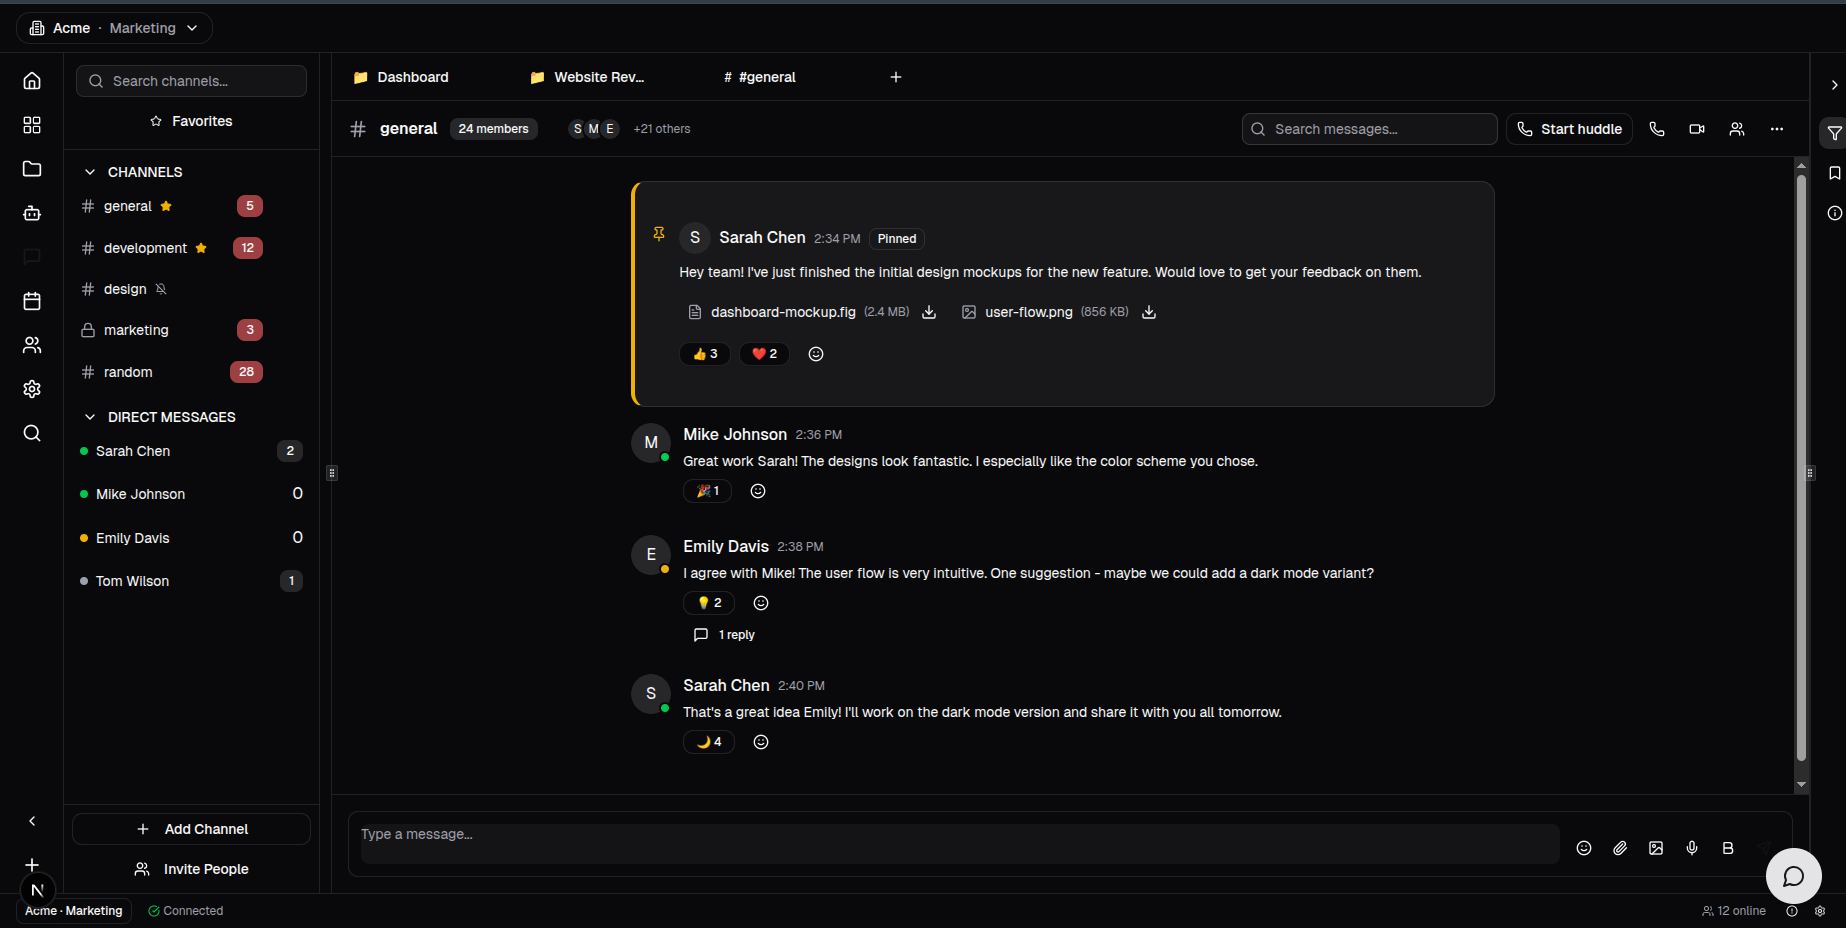 Acme · Marketing
Search channels...
Favorites
CHANNELS
general 5
development 12
design
marketing 3
random 28
DIRECT MESSAGES
Sarah Chen 2
Mike Johnson 0
Emily Davis 0
Tom Wilson 1
Add Channel
Invite People
Dashboard
Website Rev...
# #general
general 24 members S M E +21 others
Search messages...
Start huddle
S Sarah Chen 2:34 PM Pinned
Hey team! I've just finished the initial design mockups for the new feature. Would love to get your feedback on them.
dashboard-mockup.fig (2.4 MB) user-flow.png (856 KB)
👍 3 ❤️ 2
M Mike Johnson 2:36 PM
Great work Sarah! The designs look fantastic. I especially like the color scheme you chose.
🎉 1
E Emily Davis 2:38 PM
I agree with Mike! The user flow is very intuitive. One suggestion - maybe we could add a dark mode variant?
💡 2
1 reply
S Sarah Chen 2:40 PM
That's a great idea Emily! I'll work on the dark mode version and share it with you all tomorrow.
🌙 4
Type a message...
B
N
Acme · Marketing
Connected
12 online